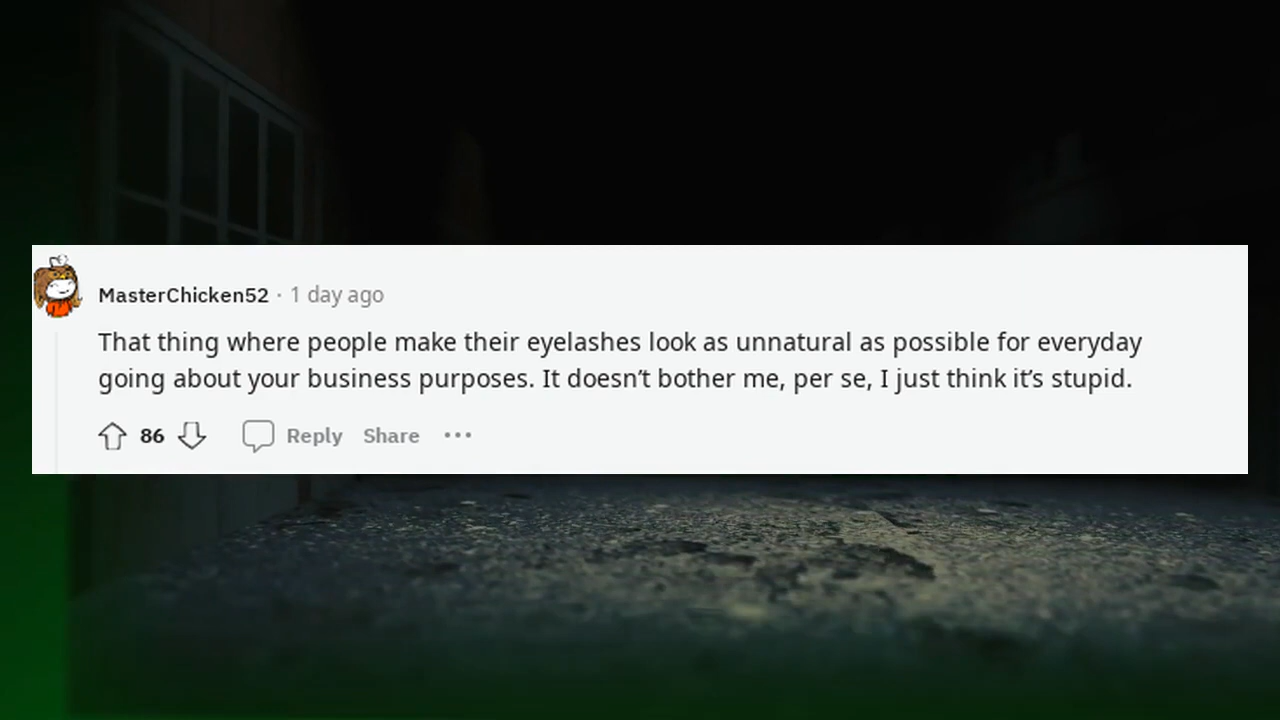 MasterChicken52 · 1 day ago
That thing where people make their eyelashes look as unnatural as possible for everyday
going about your business purposes. It doesn’t bother me, per se, I just think it’s stupid.
86 Reply Share ···